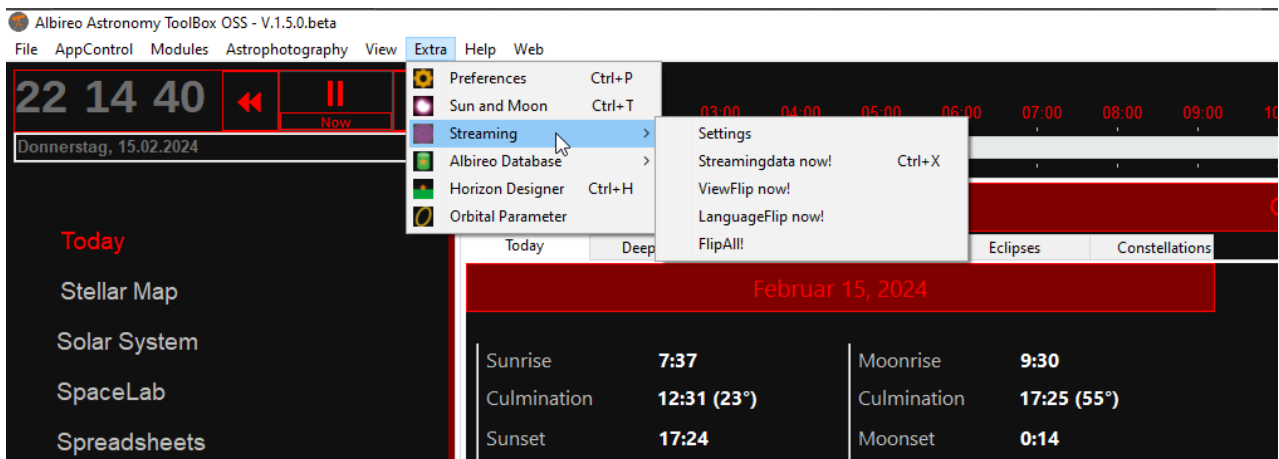 Albireo Astronomy ToolBox OSS - V.1.5.0.beta
File AppControl Modules Astrophotography View Extra Help Web
22 14 40
Now
Donnerstag, 15.02.2024
Preferences Ctrl+P
Sun and Moon Ctrl+T
Streaming
Albireo Database
Horizon Designer Ctrl+H
Orbital Parameter
03:00 04:00 05:00 06:00 07:00 08:00 09:00 10
Settings
Streamingdata now! Ctrl+X
ViewFlip now!
LanguageFlip now!
FlipAll!
Today
Stellar Map
Solar System
SpaceLab
Spreadsheets
Today Deep Eclipses Constellations
Februar 15, 2024
Sunrise 7:37 Moonrise 9:30
Culmination 12:31 (23°) Culmination 17:25 (55°)
Sunset 17:24 Moonset 0:14